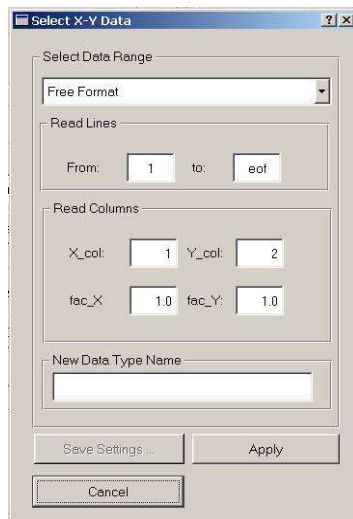 Select X-Y Data
Select Data Range
Free Format
Read Lines
From: 1 to: eof
Read Columns
X_col: 1 Y_col: 2
fac_X 1.0 fac_Y: 1.0
New Data Type Name
Save Settings ... Apply
Cancel